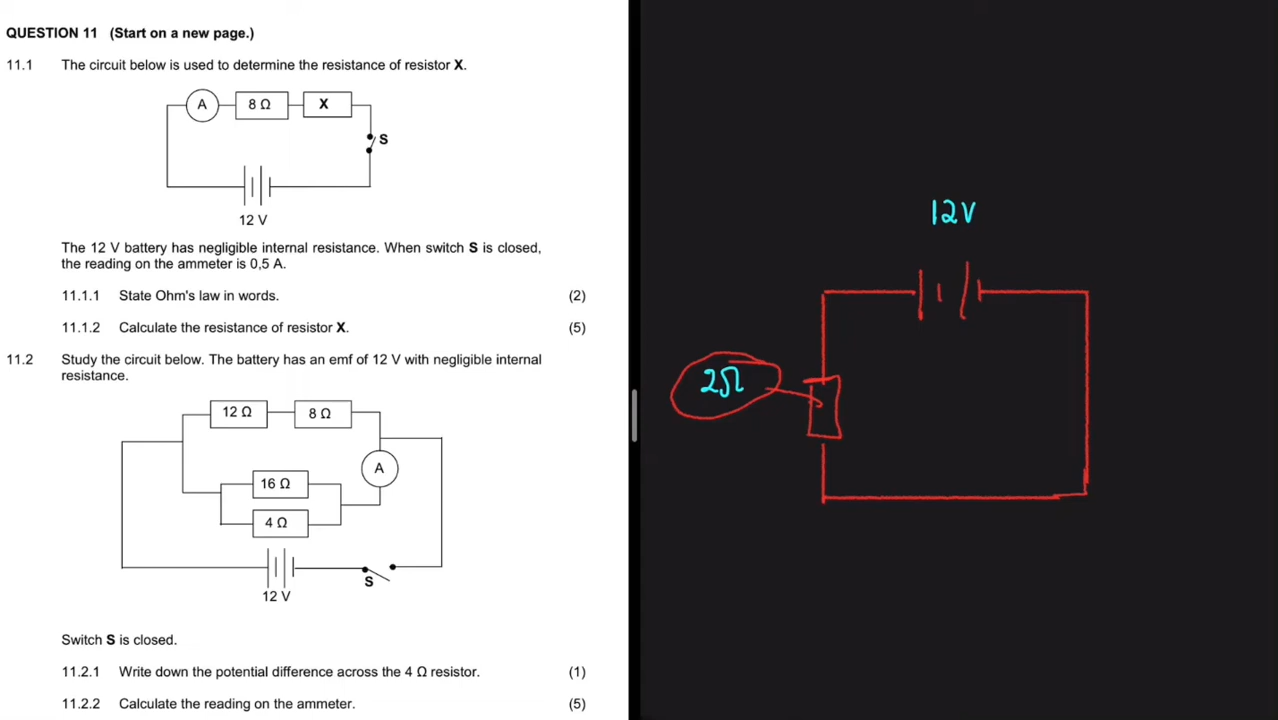 QUESTION 11 (Start on a new page.)
11.1 The circuit below is used to determine the resistance of resistor X.
A 8 Ω X
S
12 V
The 12 V battery has negligible internal resistance. When switch S is closed,
the reading on the ammeter is 0,5 A.
11.1.1 State Ohm's law in words. (2)
11.1.2 Calculate the resistance of resistor X. (5)
11.2 Study the circuit below. The battery has an emf of 12 V with negligible internal
resistance.
12 Ω 8 Ω
A
16 Ω
4 Ω
S
12 V
Switch S is closed.
11.2.1 Write down the potential difference across the 4 Ω resistor. (1)
11.2.2 Calculate the reading on the ammeter. (5)
12V
2Ω